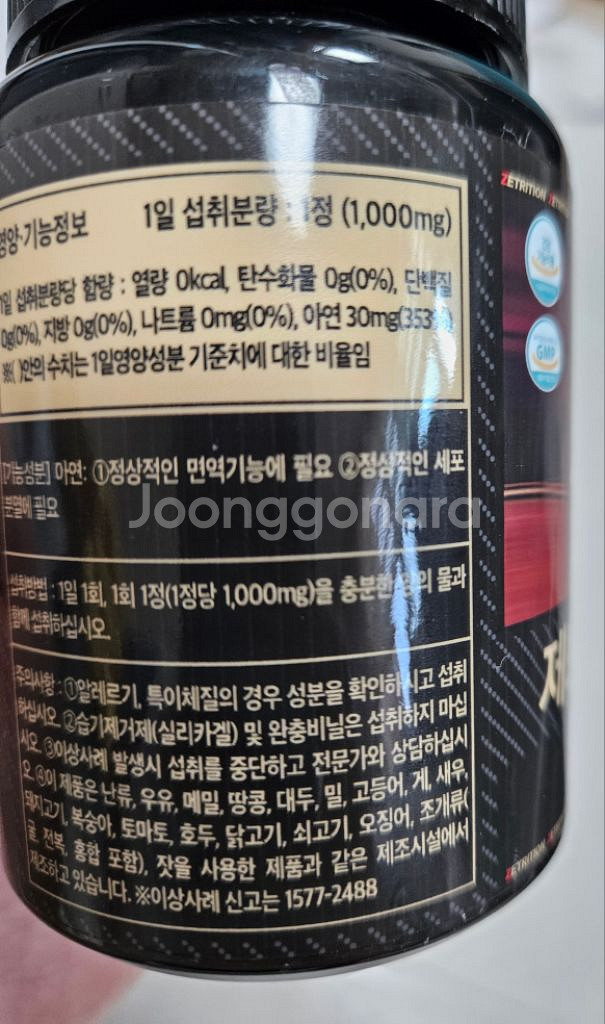 영양·기능정보 1일 섭취분량 : 1정 (1,000mg)
1일 섭취분량당 함량 : 열량 0kcal, 탄수화물 0g(0%), 단백질
0g(0%), 지방 0g(0%), 나트륨 0mg(0%), 아연 30mg(353%)
※( )안의 수치는 1일영양성분 기준치에 대한 비율임
[기능성분] 아연: ①정상적인 면역기능에 필요 ②정상적인 세포
분열에 필요
섭취방법 : 1일 1회, 1회 1정(1정당 1,000mg)을 충분한 양의 물과
함께 섭취하십시오.
주의사항 : ①알레르기, 특이체질의 경우 성분을 확인하시고 섭취
하십시오. ②습기제거제(실리카겔) 및 완충비닐은 섭취하지 마십
시오. ③이상사례 발생시 섭취를 중단하고 전문가와 상담하십시
오. ④이 제품은 난류, 우유, 메밀, 땅콩, 대두, 밀, 고등어, 게, 새우,
돼지고기, 복숭아, 토마토, 호두, 닭고기, 쇠고기, 오징어, 조개류(
굴, 전복, 홍합 포함), 잣을 사용한 제품과 같은 제조시설에서
제조하고 있습니다. ※이상사례 신고는 1577-2488
Joonggonara
ZETRITION
GMP
ZETRITION